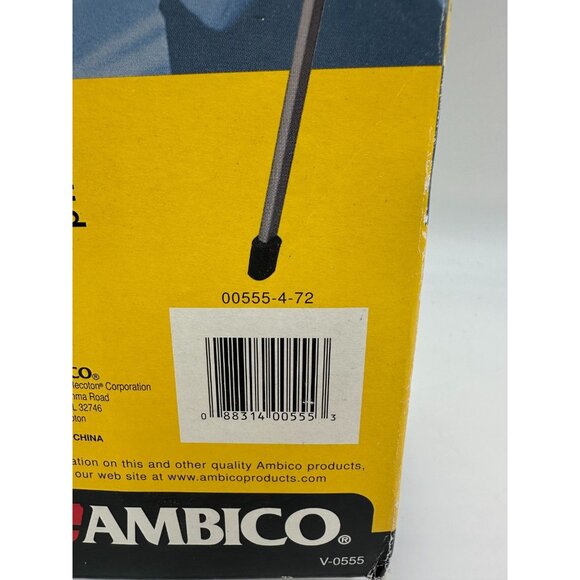 00555-4-72
0 88314 00555 3
CO®
Recoton® Corporation
mma Road
L 32746
oton
CHINA
ation on this and other quality Ambico products,
our web site at www.ambicoproducts.com
AMBICO®
V-0555